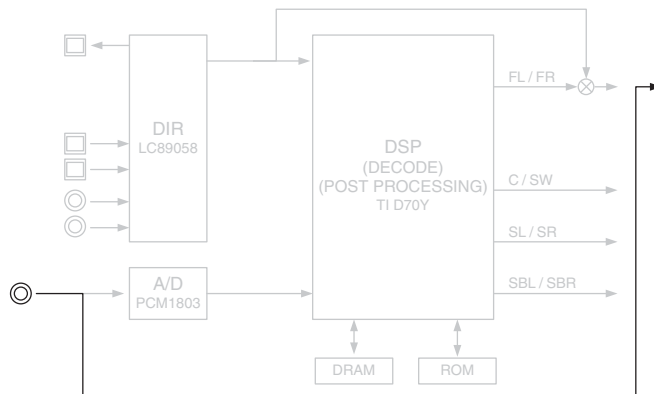 FL / FR
DIR
LC89058
DSP
(DECODE)
(POST PROCESSING)
TI D70Y
C / SW
SL / SR
A/D
PCM1803
SBL / SBR
DRAM
ROM